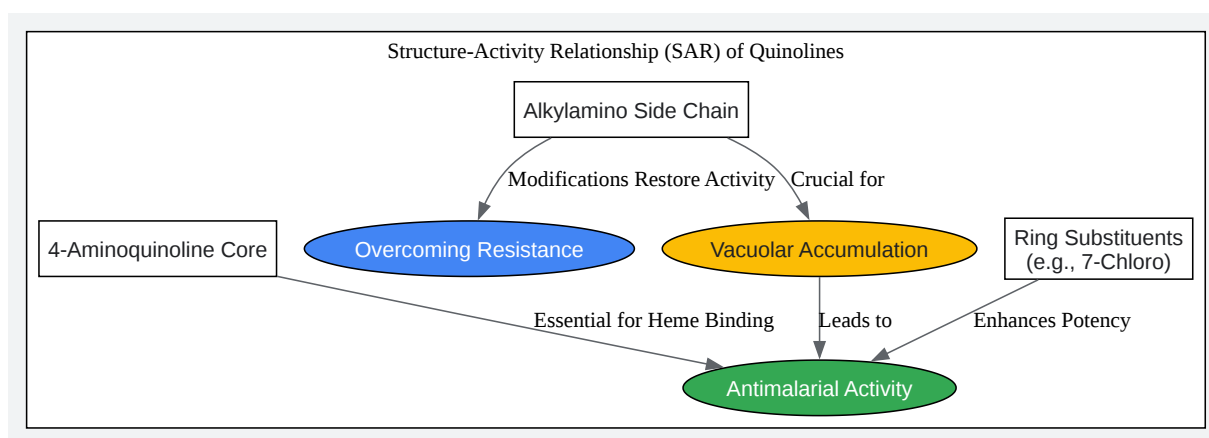 Structure-Activity Relationship (SAR) of Quinolines
Alkylamino Side Chain
Modifications Restore Activity
Crucial for
4-Aminoquinoline Core
Overcoming Resistance
Vacuolar Accumulation
Ring Substituents
(e.g., 7-Chloro)
Essential for Heme Binding
Leads to
Enhances Potency
Antimalarial Activity